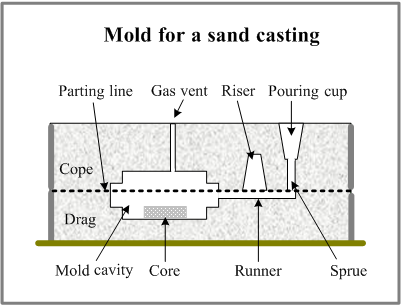 Mold for a sand casting
Parting line Gas vent Riser Pouring cup
Cope
Drag
Mold cavity Core Runner Sprue